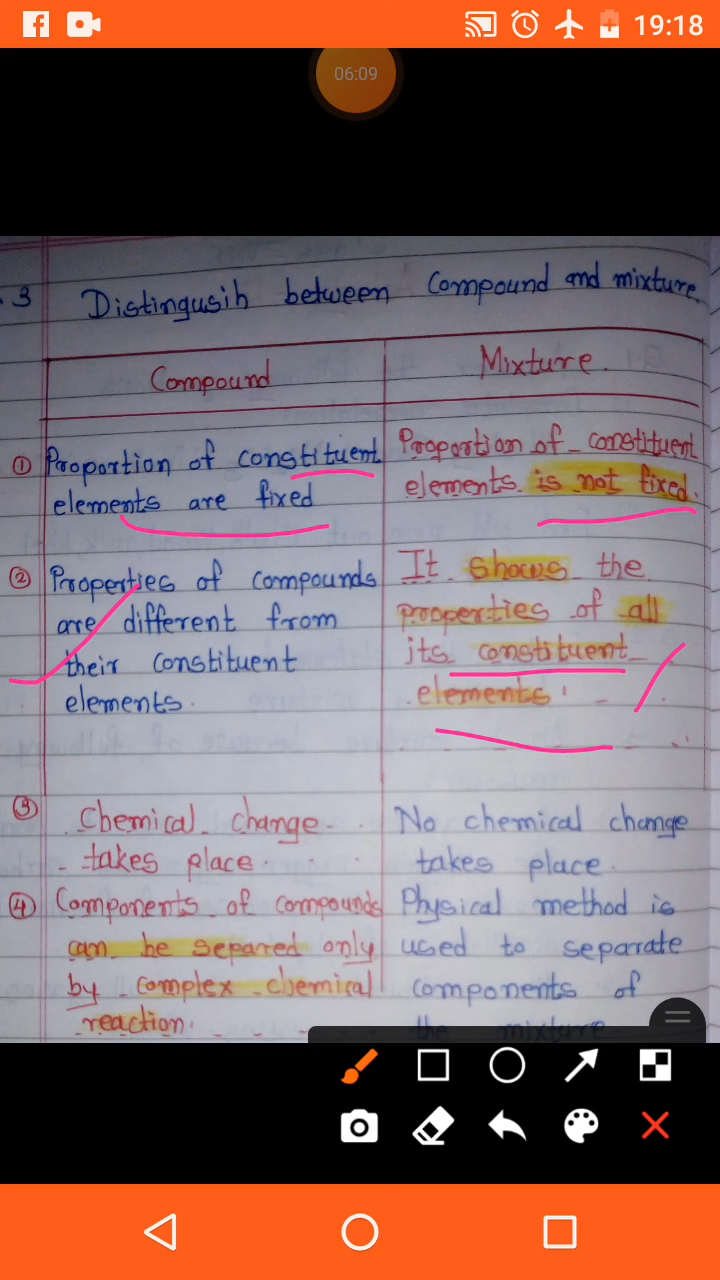 19:18
06:09
.3 Distingusih between Compound and mixture.
Compound
Mixture.
① Proportion of constituent
elements are fixed
Proportion of constituent
elements is not fixed.
② Properties of compounds
are different from
their constituent
elements.
It shows the
properties of all
its constituent
elements.
③ Chemical change
takes place.
No chemical change
takes place.
④ Components of compounds
can be separed only
by complex chemical
reaction.
Physical method is
used to separate
components of
the mixture